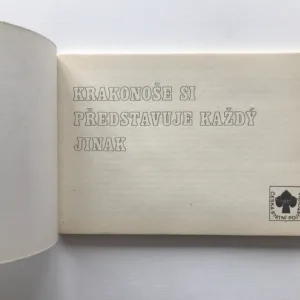 KRAKONOŠE SI
PŘEDSTAVUJE KAŽDÝ
JINAK